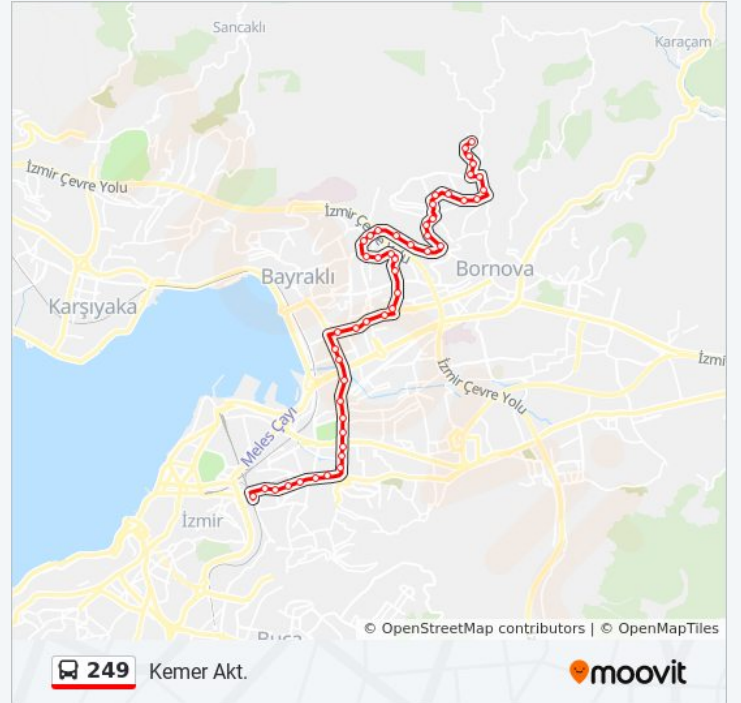 Sancaklı
Karaçam
İzmir Çevre Yolu
İzmir Çevre Yolu
Bornova
Bayraklı
Karşıyaka
İzmi
İzmir Çevre Yolu
Meles Çayı
İzmir
Buca
© OpenStreetMap contributors | © OpenMapTiles
249 Kemer Akt.
moovit